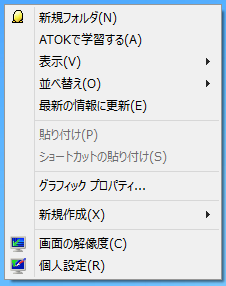 新規フォルダ(N)
ATOKで学習する(A)
表示(V)
並べ替え(O)
最新の情報に更新(E)
貼り付け(P)
ショートカットの貼り付け(S)
グラフィック プロパティ...
新規作成(X)
画面の解像度(C)
個人設定(R)